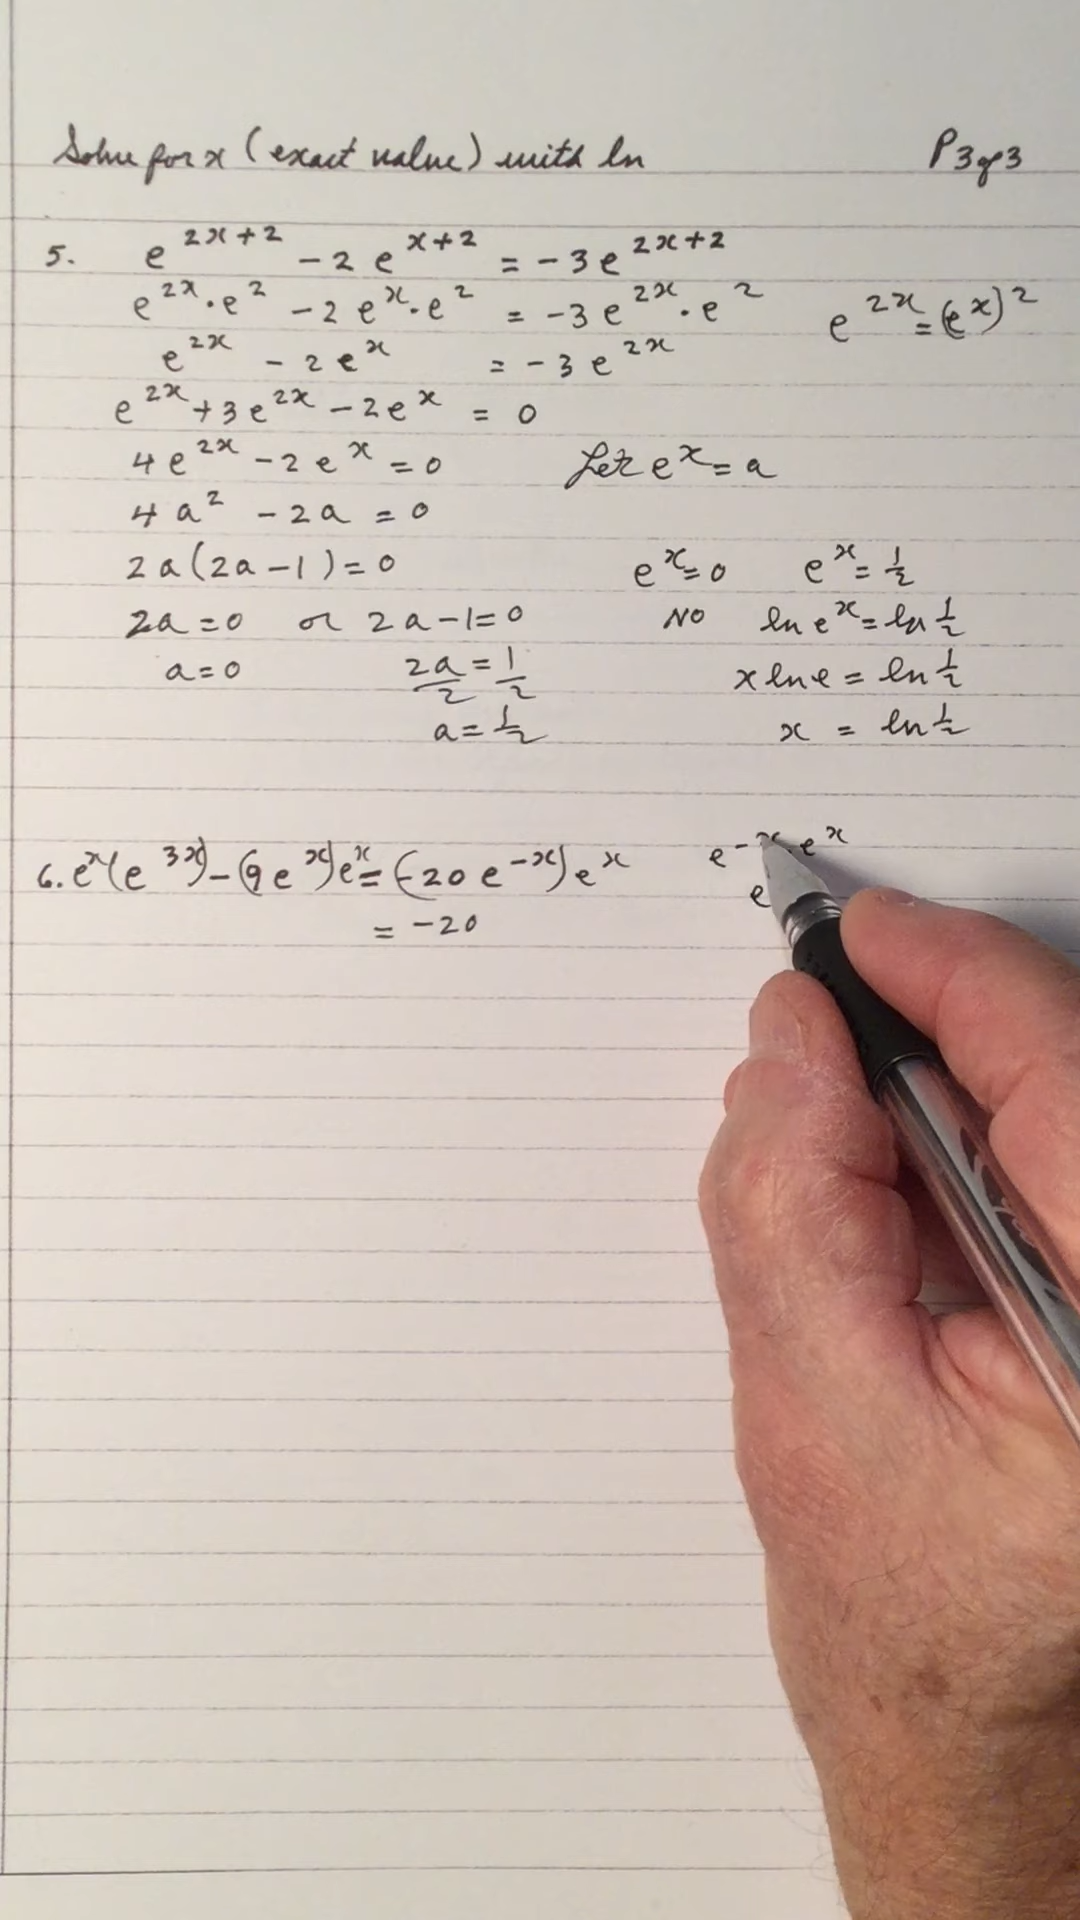 Solve for x (exact value) with ln P 3 of 3
5. e^{2x+2} - 2e^{x+2} = -3e^{2x+2}
e^{2x}·e^2 - 2e^x·e^2 = -3e^{2x}·e^2 e^{2x} = (e^x)^2
e^{2x} - 2e^x = -3e^{2x}
e^{2x} + 3e^{2x} - 2e^x = 0
4e^{2x} - 2e^x = 0 Let e^x = a
4a^2 - 2a = 0
2a(2a - 1) = 0 e^x = 0 e^x = 1/2
2a = 0 or 2a - 1 = 0 NO ln e^x = ln 1/2
a = 0 2a/2 = 1/2 x ln e = ln 1/2
a = 1/2 x = ln 1/2
6. e^x(e^{3x}) - (9e^x)e^x = (-20e^{-x})e^x e^{-x}·e^x
= -20 e